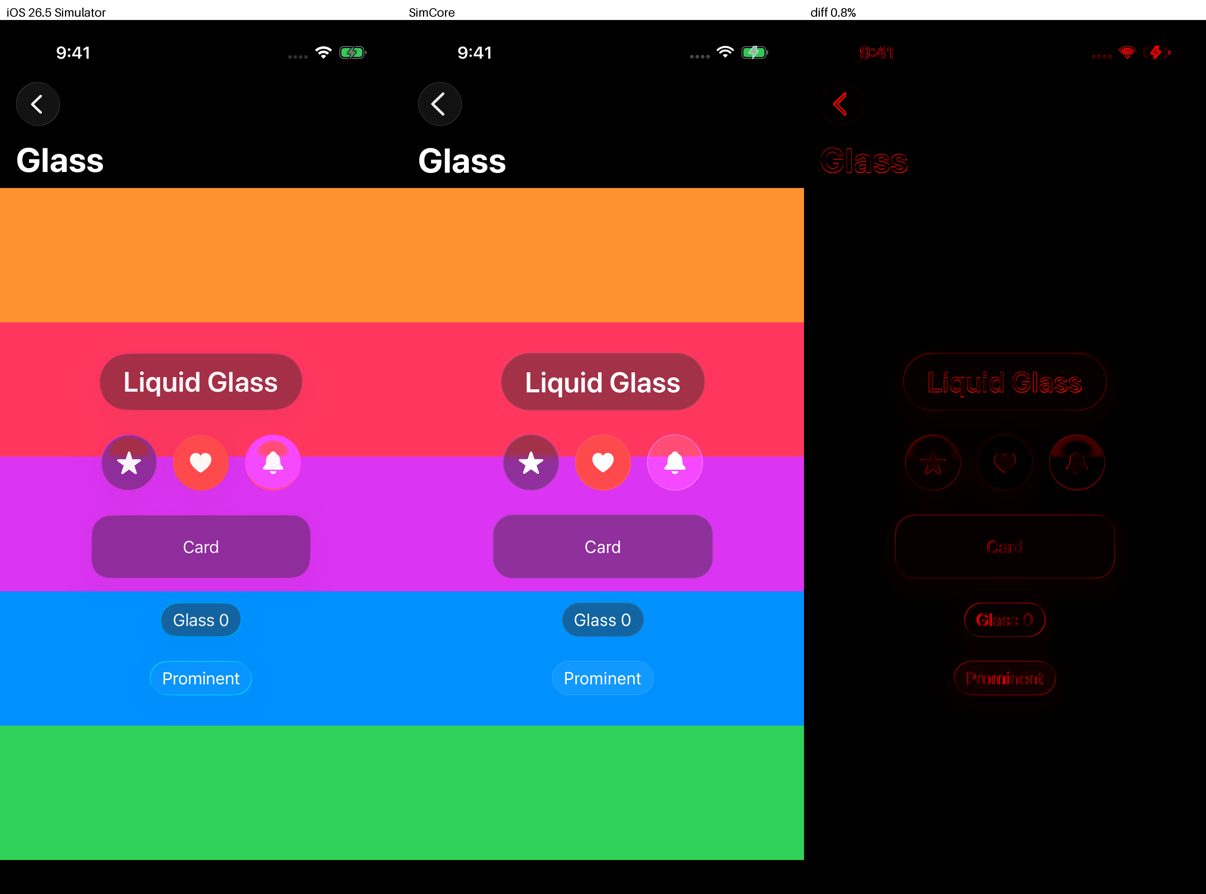 iOS 26.5 Simulator
SimCore
diff 0.8%
9:41
9:41
9:41
Glass
Glass
Glass
Liquid Glass
Liquid Glass
Liquid Glass
Card
Card
Card
Glass 0
Glass 0
Glass 0
Prominent
Prominent
Prominent